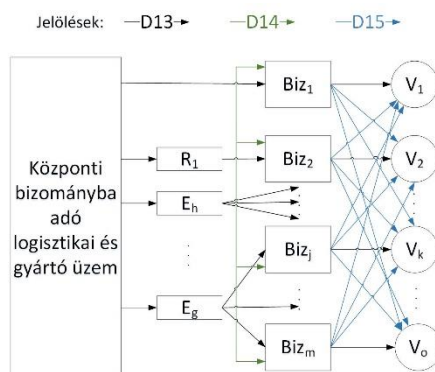 Jelölések: D13 D14 D15
Központi
bizományba
adó
logisztikai és
gyártó üzem
R1
Eh
Eg
Biz1
Biz2
Bizj
Bizm
V1
V2
Vk
Vo